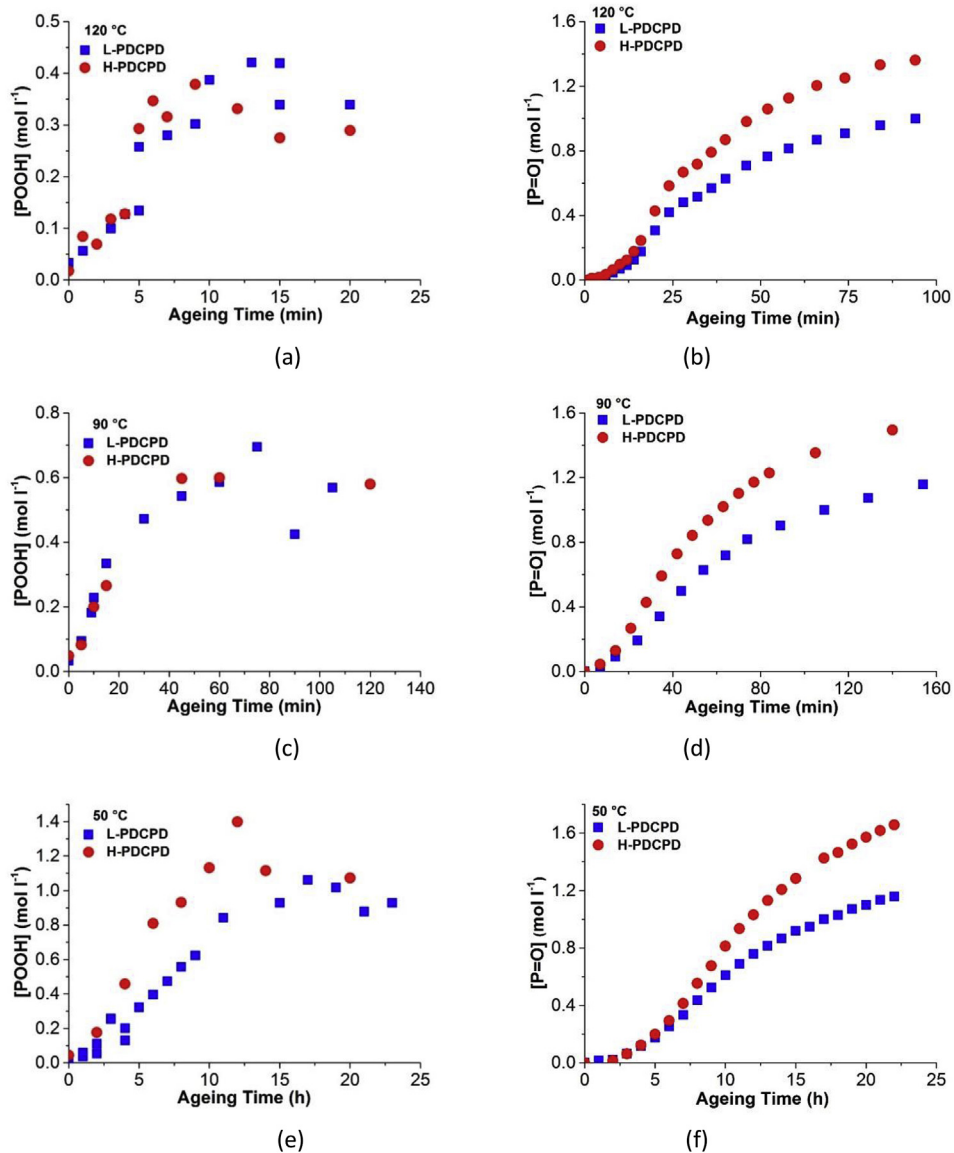 120 °C
L-PDCPD
H-PDCPD
[POOH] (mol l⁻¹)
0.5
0.4
0.3
0.2
0.1
0.0
0 5 10 15 20 25
Ageing Time (min)
(a)
120 °C
L-PDCPD
H-PDCPD
[P=O] (mol l⁻¹)
1.6
1.2
0.8
0.4
0.0
0 25 50 75 100
Ageing Time (min)
(b)
90 °C
L-PDCPD
H-PDCPD
[POOH] (mol l⁻¹)
0.8
0.6
0.4
0.2
0.0
0 20 40 60 80 100 120 140
Ageing Time (min)
(c)
90 °C
L-PDCPD
H-PDCPD
[P=O] (mol l⁻¹)
1.6
1.2
0.8
0.4
0.0
0 40 80 120 160
Ageing Time (min)
(d)
50 °C
L-PDCPD
H-PDCPD
[POOH] (mol l⁻¹)
1.4
1.2
1.0
0.8
0.6
0.4
0.2
0.0
0 5 10 15 20 25
Ageing Time (h)
(e)
50 °C
L-PDCPD
H-PDCPD
[P=O] (mol l⁻¹)
1.6
1.2
0.8
0.4
0.0
0 5 10 15 20 25
Ageing Time (h)
(f)